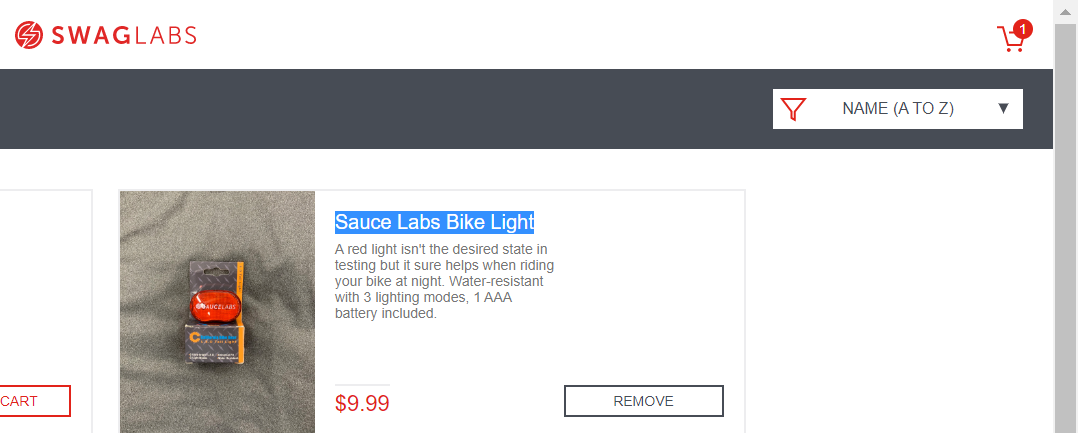 SWAGLABS
1
NAME (A TO Z)
Sauce Labs Bike Light
A red light isn't the desired state in
testing but it sure helps when riding
your bike at night. Water-resistant
with 3 lighting modes, 1 AAA
battery included.
SAUCELABS
CART
$9.99
REMOVE